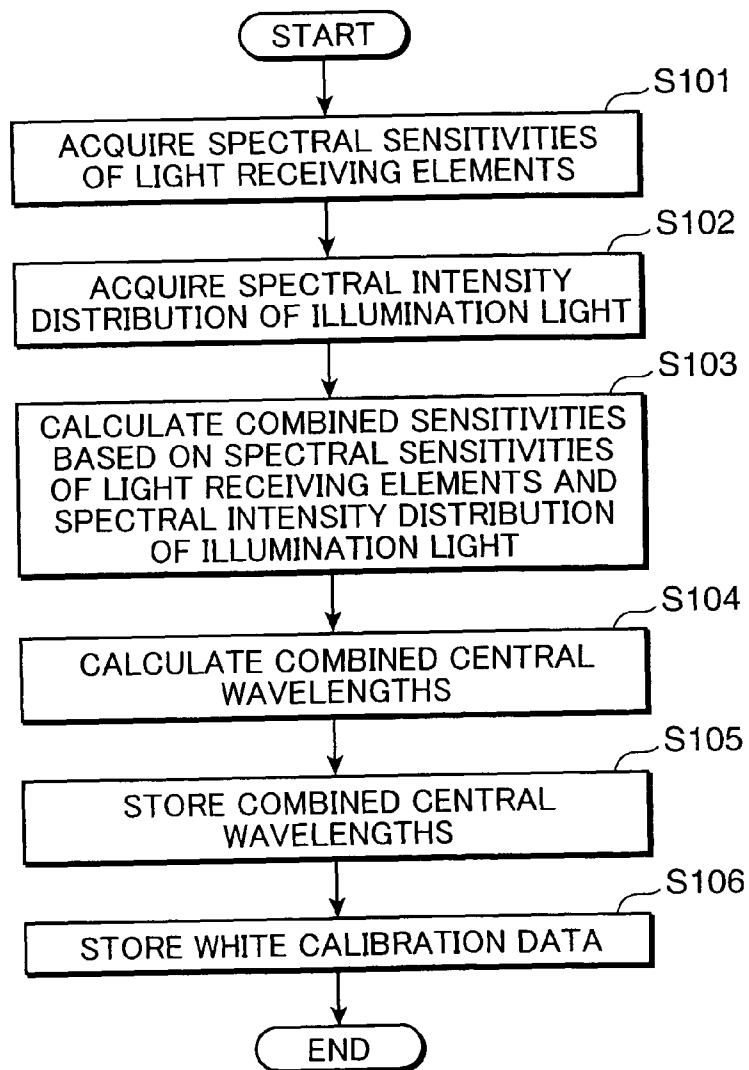 START
S101
ACQUIRE SPECTRAL SENSITIVITIES
OF LIGHT RECEIVING ELEMENTS
S102
ACQUIRE SPECTRAL INTENSITY
DISTRIBUTION OF ILLUMINATION LIGHT
S103
CALCULATE COMBINED SENSITIVITIES
BASED ON SPECTRAL SENSITIVITIES
OF LIGHT RECEIVING ELEMENTS AND
SPECTRAL INTENSITY DISTRIBUTION
OF ILLUMINATION LIGHT
S104
CALCULATE COMBINED CENTRAL
WAVELENGTHS
S105
STORE COMBINED CENTRAL
WAVELENGTHS
S106
STORE WHITE CALIBRATION DATA
END